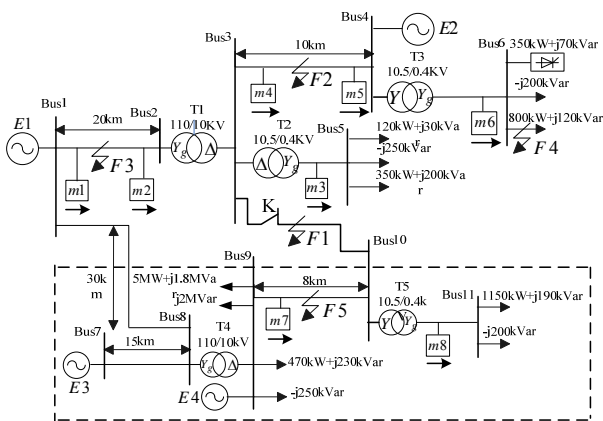 Bus4
E2
Bus3
10km
T3
10.5/0.4KV
Bus6
350kW+j70kVar
-j200kVar
F2
m4
m5
Y
Yg
m6
800kW+j120kVar
F4
Bus1
20km
Bus2
T1
110/10KV
E1
F3
Yg
Δ
m1
m2
T2
10.5/0.4KV
Bus5
120kW+j30kVa
r
-j250kVar
Δ
Yg
m3
350kW+j200kVa
r
K
F1
Bus10
30k
m
Bus9
5MW+j1.8MVa
r
j2MVar
8km
T5
10.5/0.4k
Bus11
1150kW+j190kVar
Bus8
Bus7
15km
T4
110/10kV
F5
m7
Y
Yg
m8
-j200kVar
E3
Yg
Δ
470kW+j230kVar
E4
-j250kVar